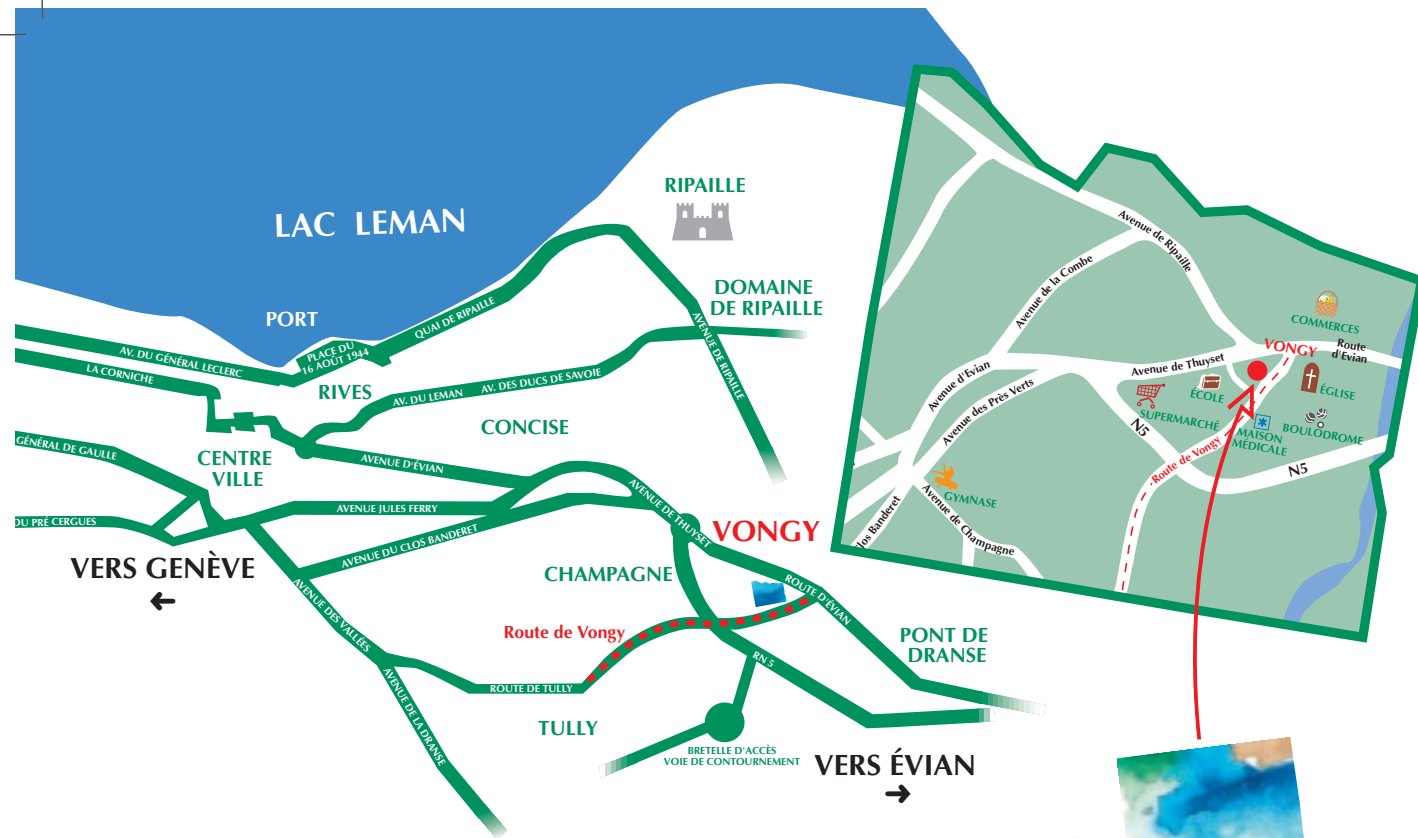 LAC LEMAN
PORT
RIPAILLE
DOMAINE
DE RIPAILLE
QUAI DE RIPAILLE
PLACE DU
16 AOÛT 1944
AV. DU GÉNÉRAL LECLERC
LA CORNICHE
RIVES
AV. DU LEMAN
AV. DES DUCS DE SAVOIE
AVENUE DE RIPAILLE
CONCISE
GÉNÉRAL DE GAULLE
CENTRE
VILLE
AVENUE D'ÉVIAN
AVENUE JULES FERRY
AVENUE DE THUYSET
DU PRÉ CERGUES
AVENUE DU CLOS BANDERET
VONGY
VERS GENÈVE
←
CHAMPAGNE
ROUTE D'ÉVIAN
AVENUE DES VALLÉES
Route de Vongy
PONT DE
DRANSE
RN 5
ROUTE DE TULLY
AVENUE DE LA DRANSE
TULLY
BRETELLE D'ACCÈS
VOIE DE CONTOURNEMENT
VERS ÉVIAN
→
Avenue de Ripaille
Avenue de la Combe
COMMERCES
VONGY
Route
d'Evian
Avenue de Thuyset
Avenue d'Evian
Avenue des Près Verts
ÉCOLE
ÉGLISE
SUPERMARCHÉ
N5
MAISON
MÉDICALE
BOULODROME
Route de Vongy
N5
GYMNASE
Clos Banderet
Avenue de Champagne